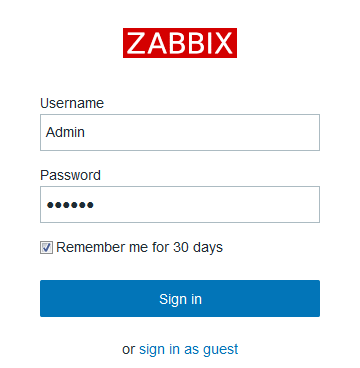 ZABBIX
Username
Admin
Password
●●●●●●
Remember me for 30 days
Sign in
or sign in as guest